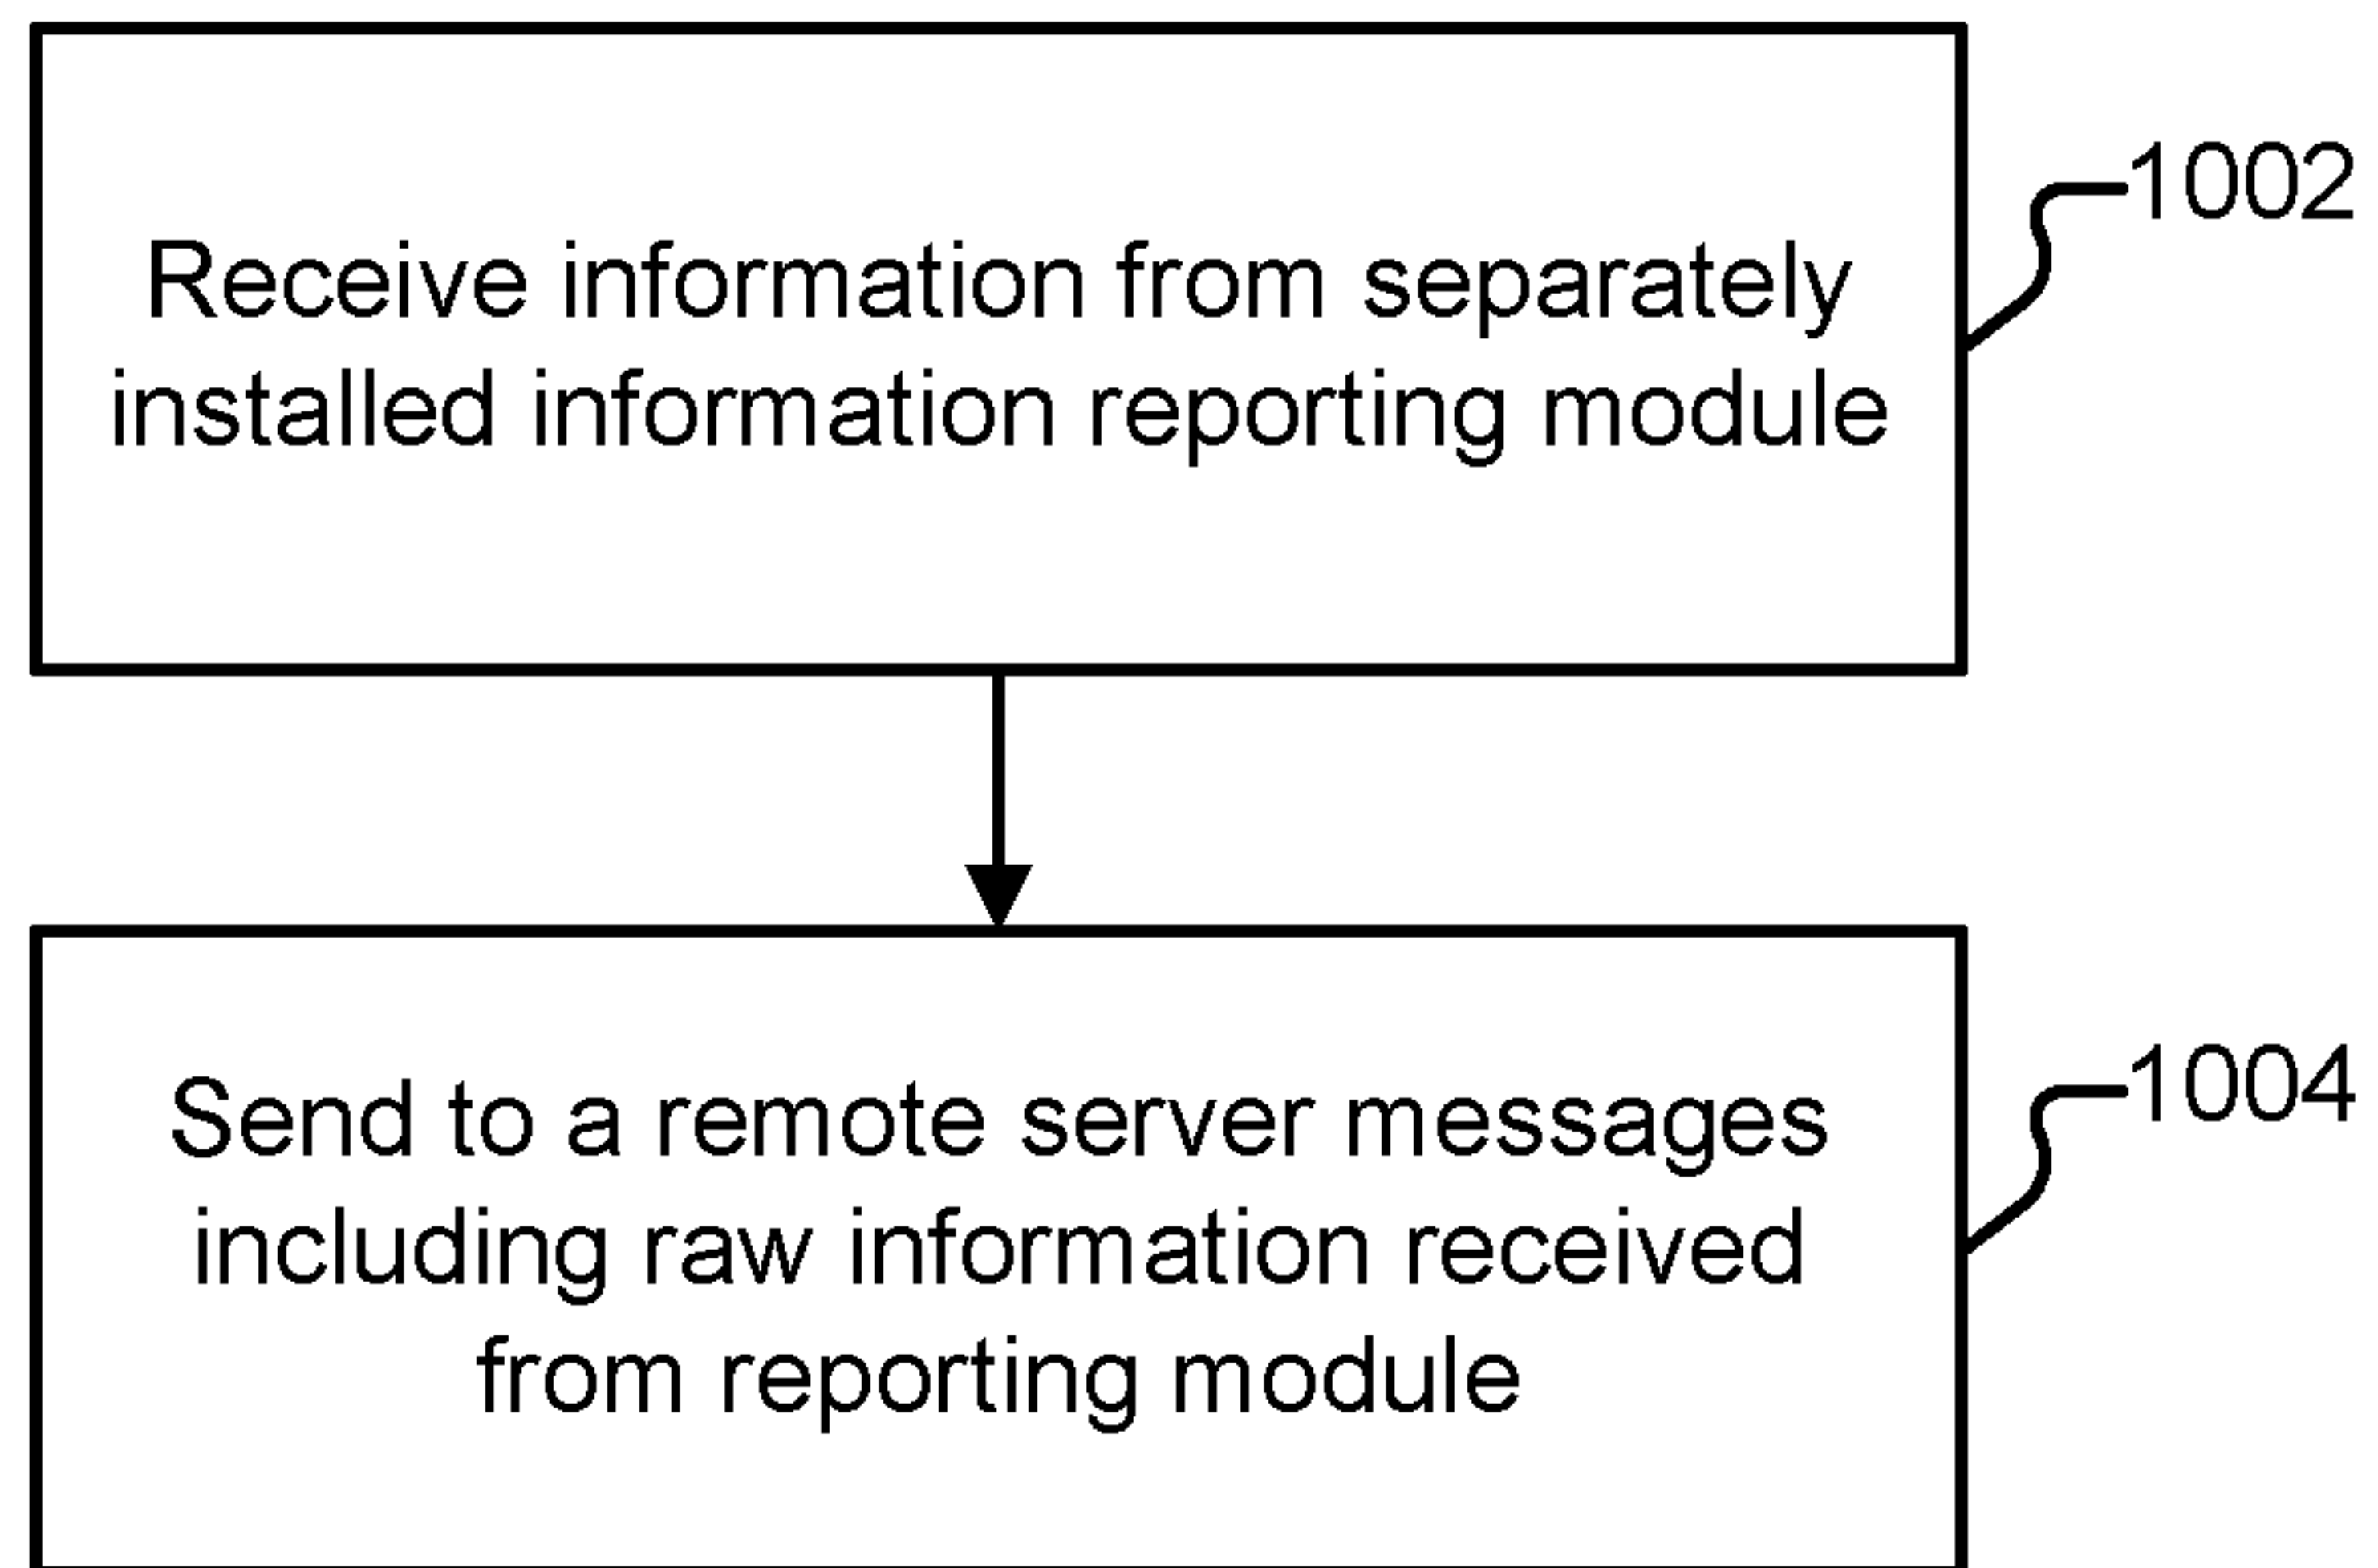 1002
Receive information from separately
installed information reporting module
1004
Send to a remote server messages
including raw information received
from reporting module